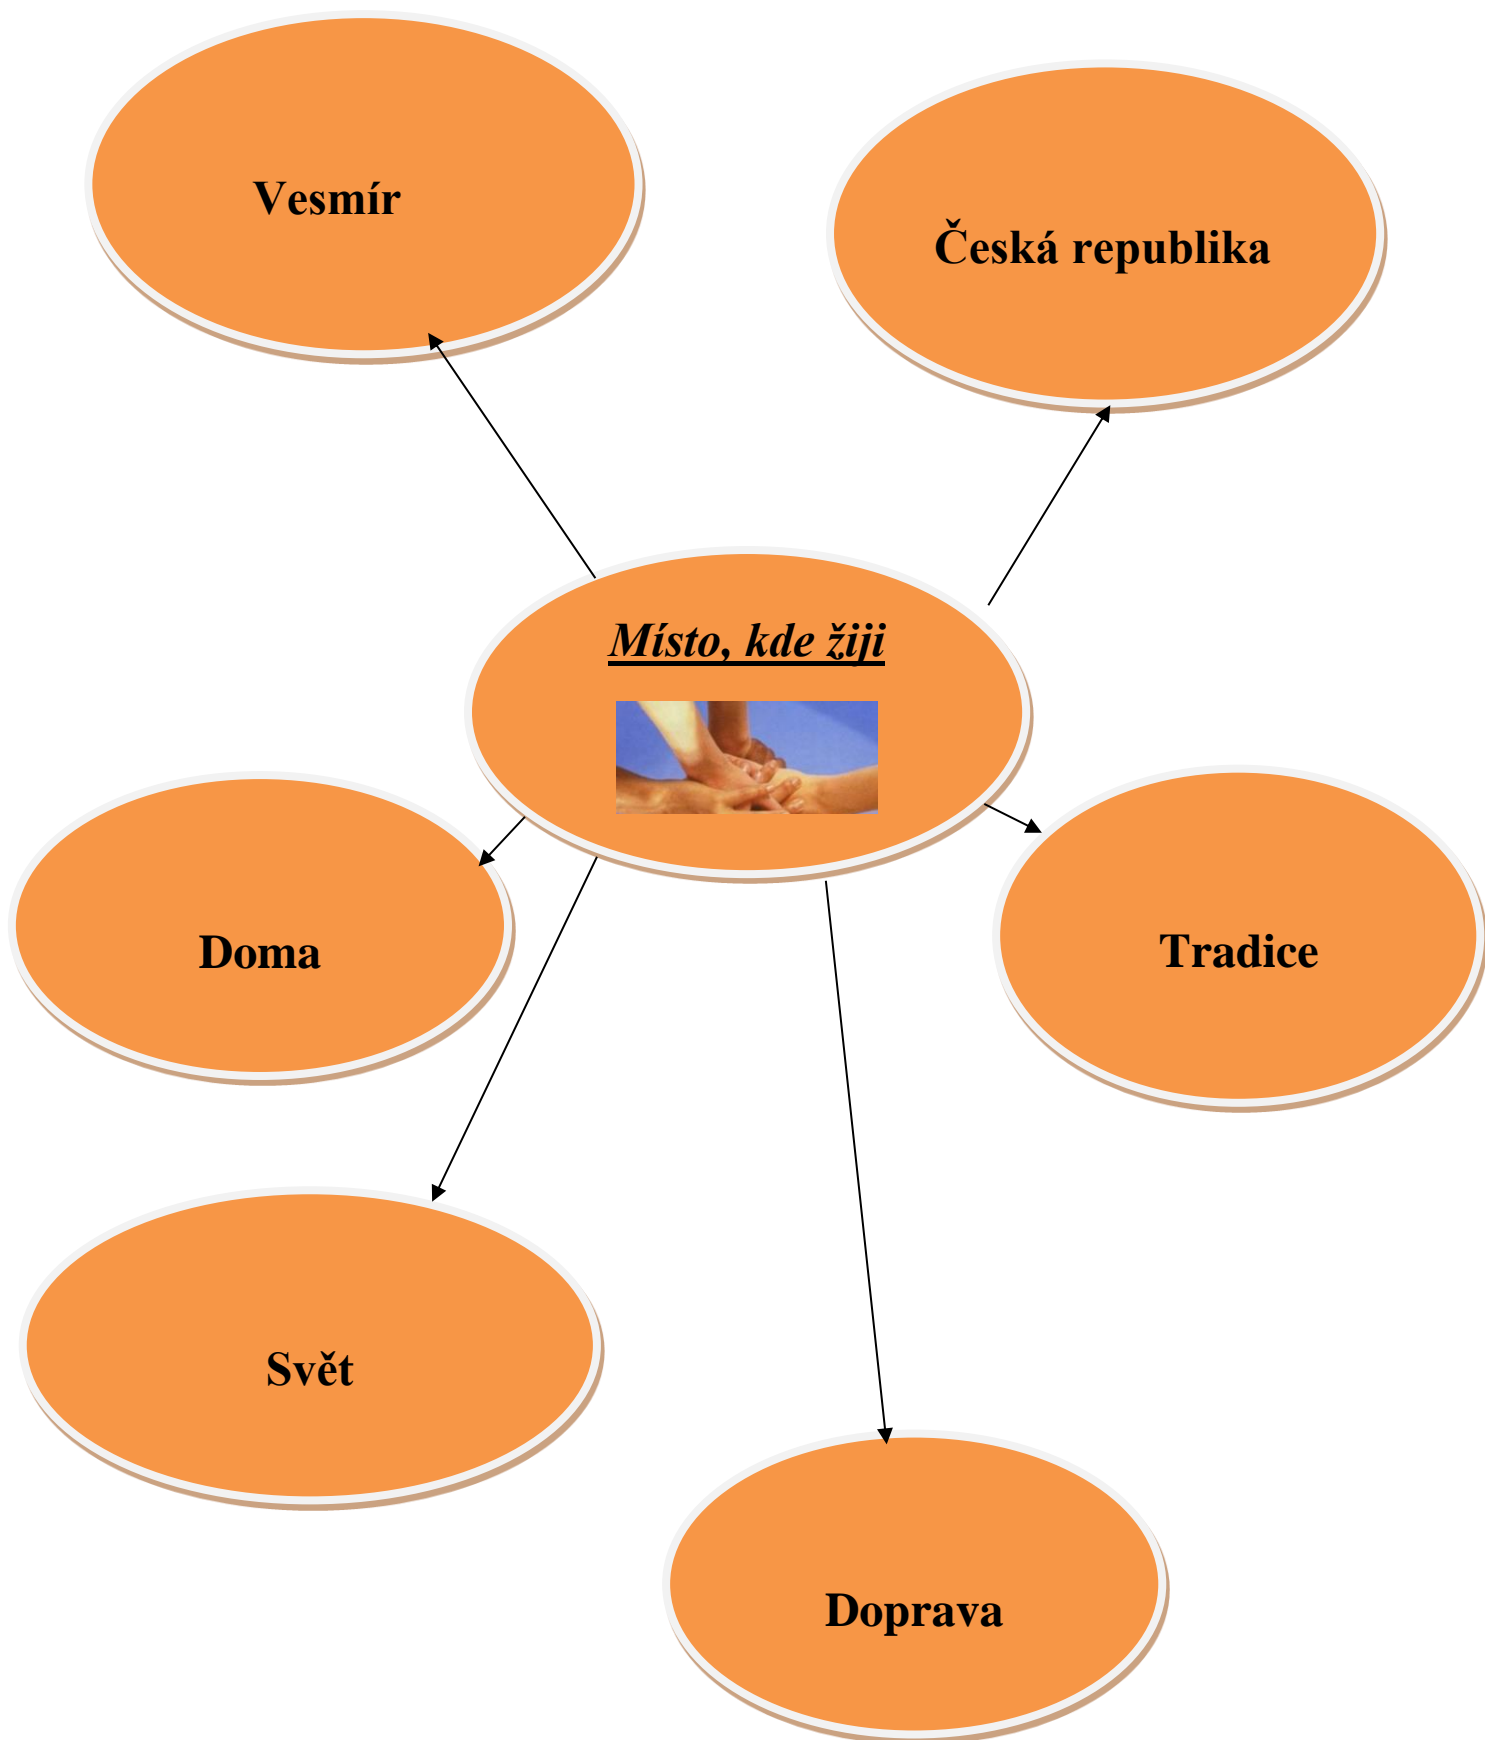 Vesmír
Česká republika
Místo, kde žiji
Doma
Tradice
Svět
Doprava